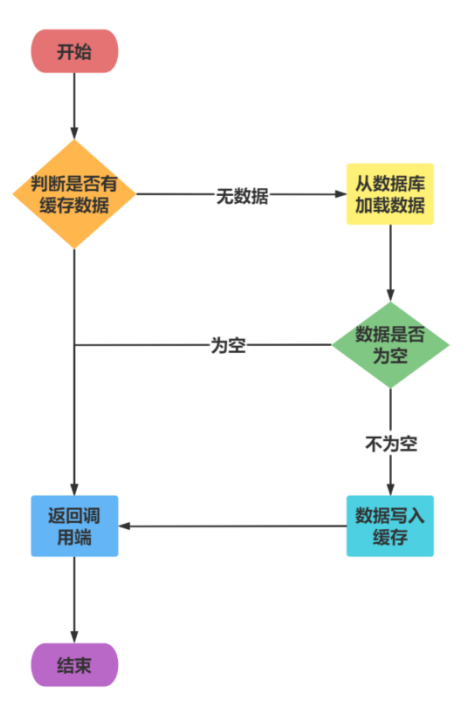 开始
判断是否有
缓存数据
无数据
从数据库
加载数据
数据是否
为空
为空
不为空
返回调
用端
数据写入
缓存
结束